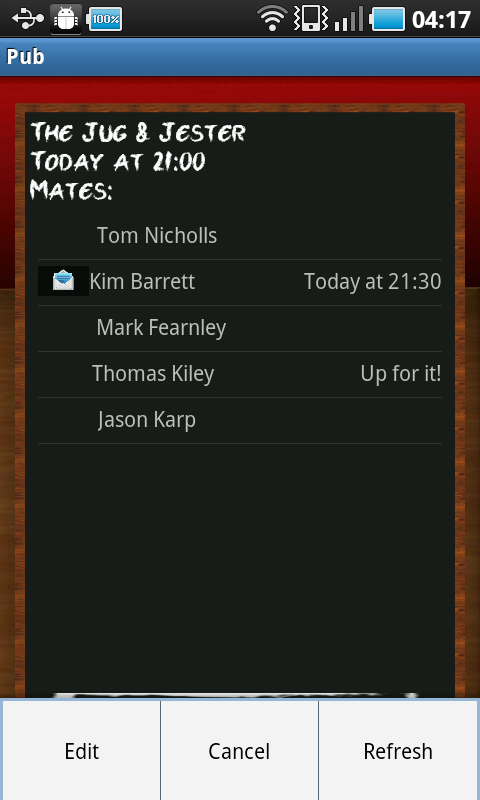 100%
04:17
Pub
The Jug & Jester
Today at 21:00
Mates:
Tom Nicholls
Kim Barrett Today at 21:30
Mark Fearnley
Thomas Kiley Up for it!
Jason Karp
Edit Cancel Refresh